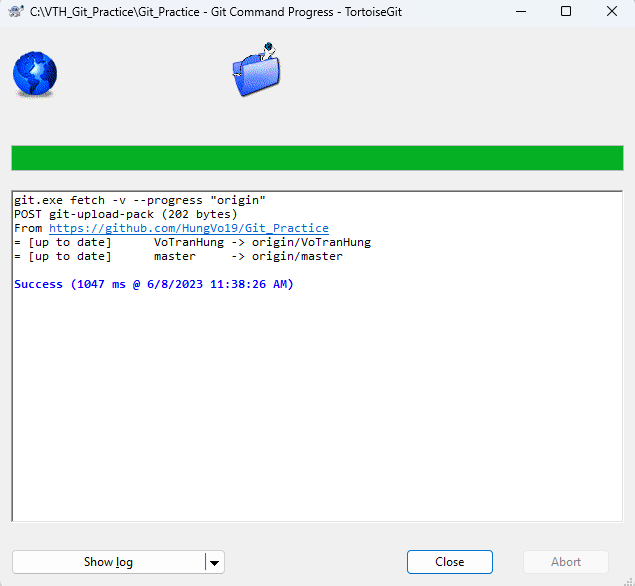 C:\VTH_Git_Practice\Git_Practice - Git Command Progress - TortoiseGit
git.exe fetch -v --progress "origin"
POST git-upload-pack (202 bytes)
From https://github.com/HungVo19/Git_Practice
= [up to date]      VoTranHung -> origin/VoTranHung
= [up to date]      master     -> origin/master
Success (1047 ms @ 6/8/2023 11:38:26 AM)
Show log
Close
Abort